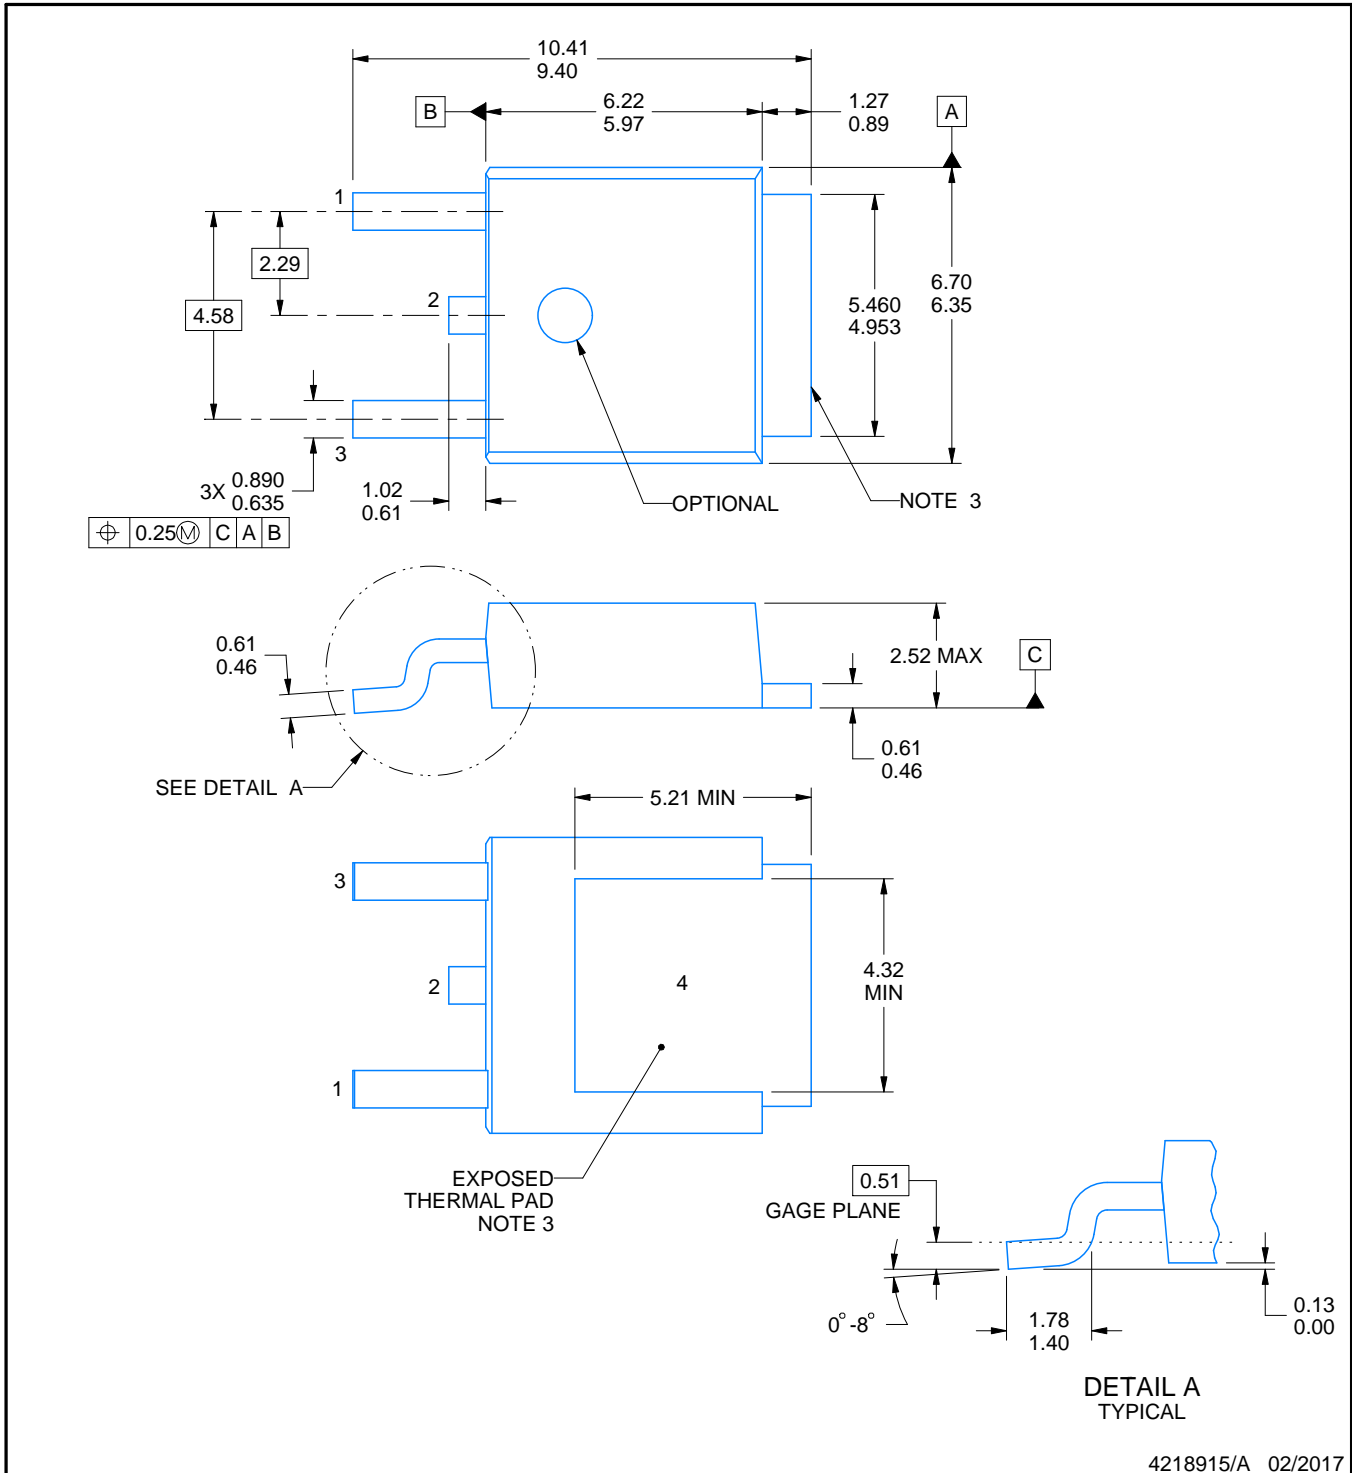 10.41
9.40
B
6.22
5.97
1.27
0.89
A
1
2.29
2
4.58
5.460
4.953
6.70
6.35
3
3X 0.890
0.635
1.02
0.61
OPTIONAL
NOTE 3
⌖ 0.25Ⓜ C A B
0.61
0.46
2.52 MAX
C
0.61
0.46
SEE DETAIL A
5.21 MIN
3
2
4
4.32
MIN
1
EXPOSED
THERMAL PAD
NOTE 3
0.51
GAGE PLANE
0°-8°
1.78
1.40
0.13
0.00
DETAIL A
TYPICAL
4218915/A 02/2017